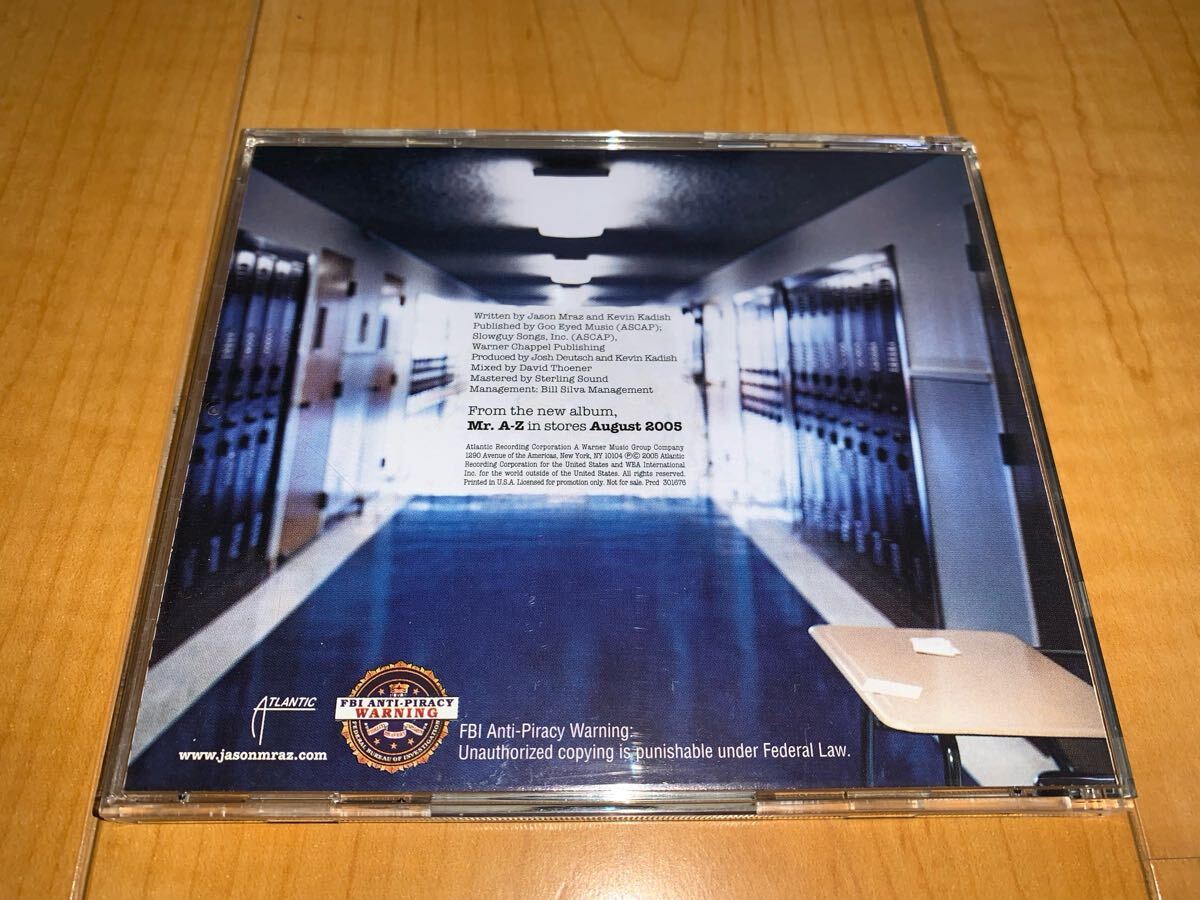 Written by Jason Mraz and Kevin Kadish
Published by Goo Eyed Music (ASCAP);
Slowguy Songs, Inc. (ASCAP),
Warner Chappel Publishing
Produced by Josh Deutsch and Kevin Kadish
Mixed by David Thoener
Mastered by Sterling Sound
Management: Bill Silva Management
From the new album,
Mr. A-Z in stores August 2005
Atlantic Recording Corporation A Warner Music Group Company
1290 Avenue of the Americas, New York, NY 10104 ℗© 2005 Atlantic
Recording Corporation for the United States and WEA International
Inc. for the world outside of the United States. All rights reserved.
Printed in U.S.A. Licensed for promotion only. Not for sale. Prcd 301676
ATLANTIC
www.jasonmraz.com
FBI ANTI-PIRACY
WARNING
FEDERAL BUREAU OF INVESTIGATION
FBI Anti-Piracy Warning:
Unauthorized copying is punishable under Federal Law.